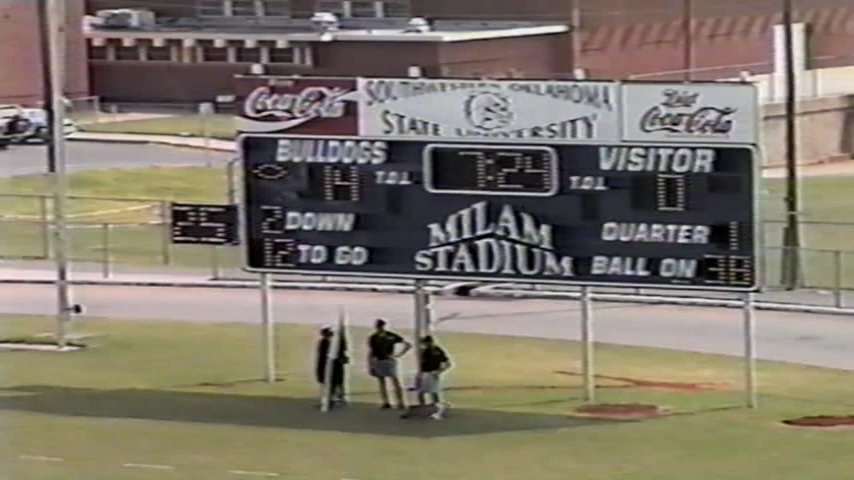 Coca-Cola
SOUTHWESTERN OKLAHOMA
STATE UNIVERSITY
Diet
Coca-Cola
BULLDOGS
T.O.L
7:24
T.O.L
VISITOR
0
25
2 DOWN
12 TO GO
MILAM
STADIUM
QUARTER 1
BALL ON 38